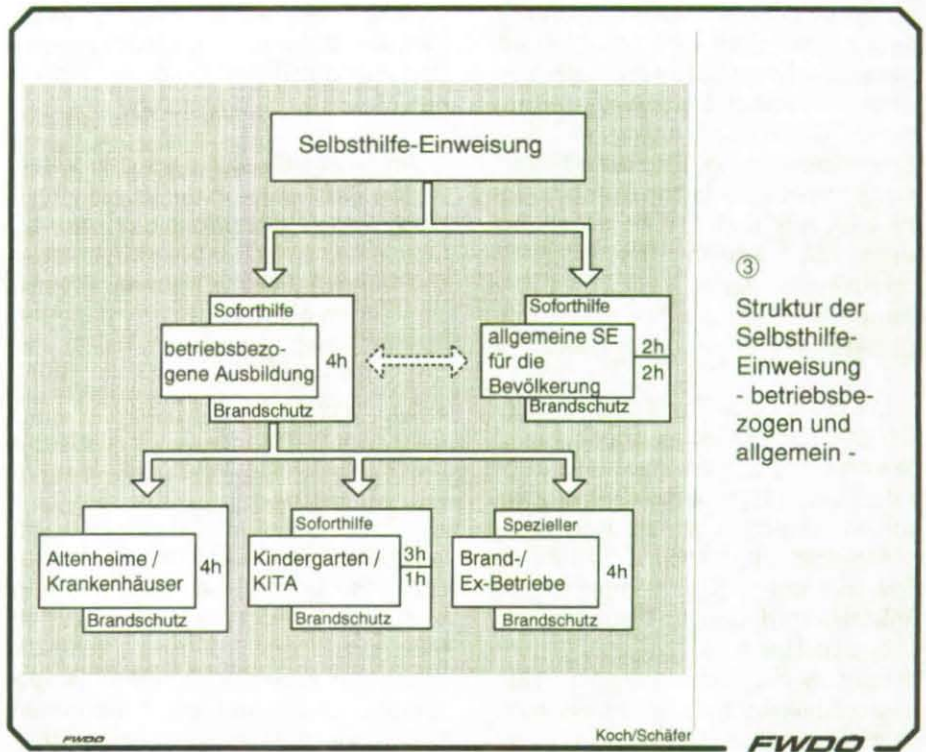 Selbsthilfe-Einweisung
Soforthilfe
betriebsbezo-
gene Ausbildung
4h
Brandschutz
Soforthilfe
allgemeine SE
für die
Bevölkerung
2h
2h
Brandschutz
Altenheime /
Krankenhäuser
4h
Brandschutz
Soforthilfe
Kindergarten /
KITA
3h
1h
Brandschutz
Spezieller
Brand-/
Ex-Betriebe
4h
Brandschutz
③
Struktur der
Selbsthilfe-
Einweisung
- betriebsbe-
zogen und
allgemein -
FWDO
Koch/Schäfer
FWDO